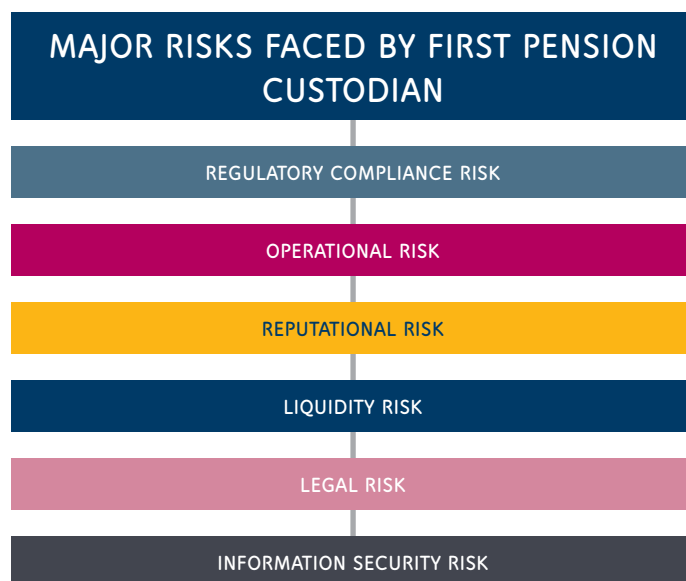 MAJOR RISKS FACED BY FIRST PENSION
CUSTODIAN
REGULATORY COMPLIANCE RISK
OPERATIONAL RISK
REPUTATIONAL RISK
LIQUIDITY RISK
LEGAL RISK
INFORMATION SECURITY RISK